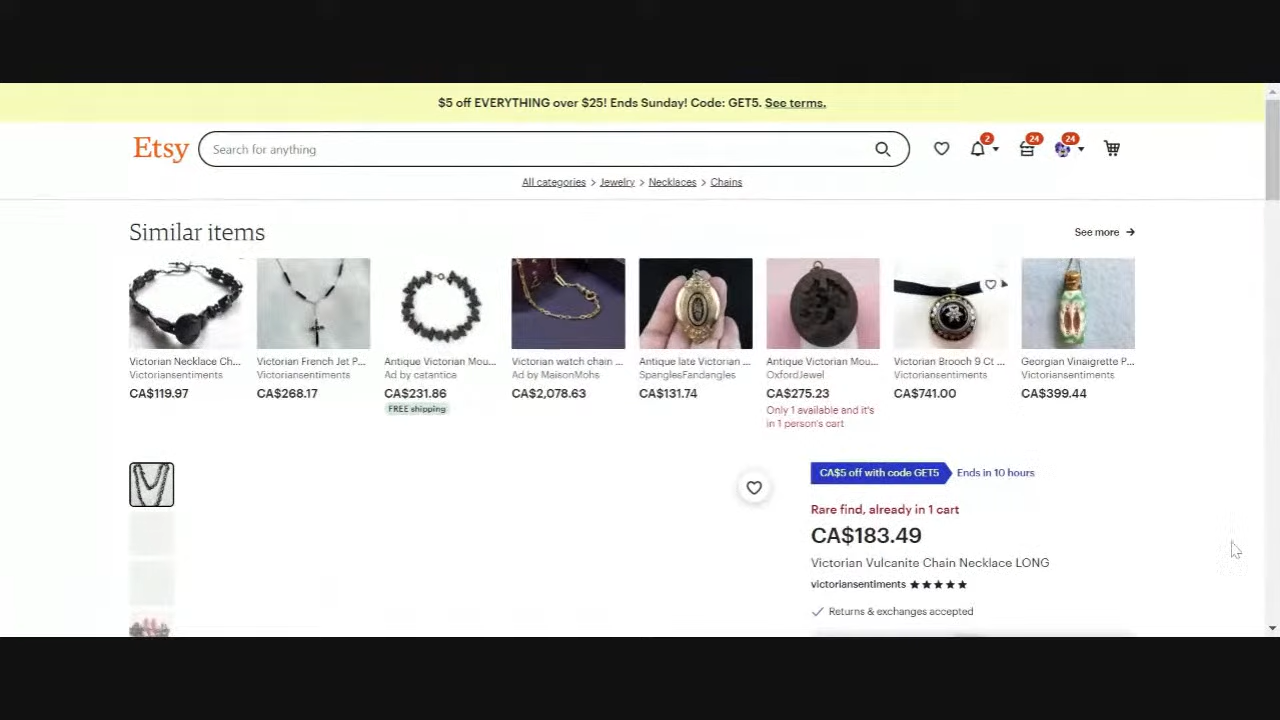 $5 off EVERYTHING over $25! Ends Sunday! Code: GET5. See terms.
Etsy
Search for anything
2
24
24
All categories > Jewelry > Necklaces > Chains
Similar items
See more →
Victorian Necklace Ch...
Victoriansentiments
CA$119.97
Victorian French Jet P...
Victoriansentiments
CA$268.17
Antique Victorian Mou...
Ad by catantica
CA$231.86
FREE shipping
Victorian watch chain ...
Ad by MaisonMohs
CA$2,078.63
Antique late Victorian ...
SpanglesFandangles
CA$131.74
Antique Victorian Mou...
OxfordJewel
CA$275.23
Only 1 available and it's
in 1 person's cart
Victorian Brooch 9 Ct ...
Victoriansentiments
CA$741.00
Georgian Vinaigrette P...
Victoriansentiments
CA$399.44
CA$5 off with code GET5
Ends in 10 hours
Rare find, already in 1 cart
CA$183.49
Victorian Vulcanite Chain Necklace LONG
victoriansentiments ★★★★★
✓ Returns & exchanges accepted